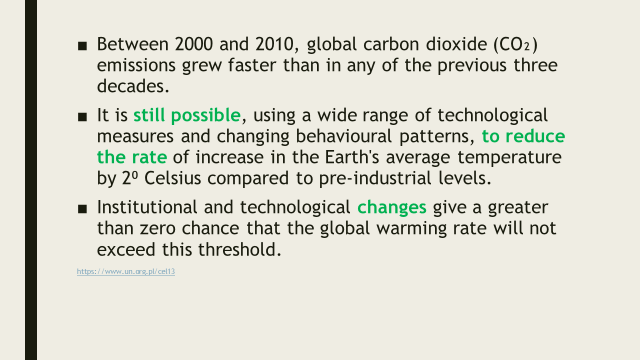 ■ Between 2000 and 2010, global carbon dioxide (CO₂)
emissions grew faster than in any of the previous three
decades.
■ It is still possible, using a wide range of technological
measures and changing behavioural patterns, to reduce
the rate of increase in the Earth's average temperature
by 2⁰ Celsius compared to pre-industrial levels.
■ Institutional and technological changes give a greater
than zero chance that the global warming rate will not
exceed this threshold.
https://www.un.org.pl/cel13